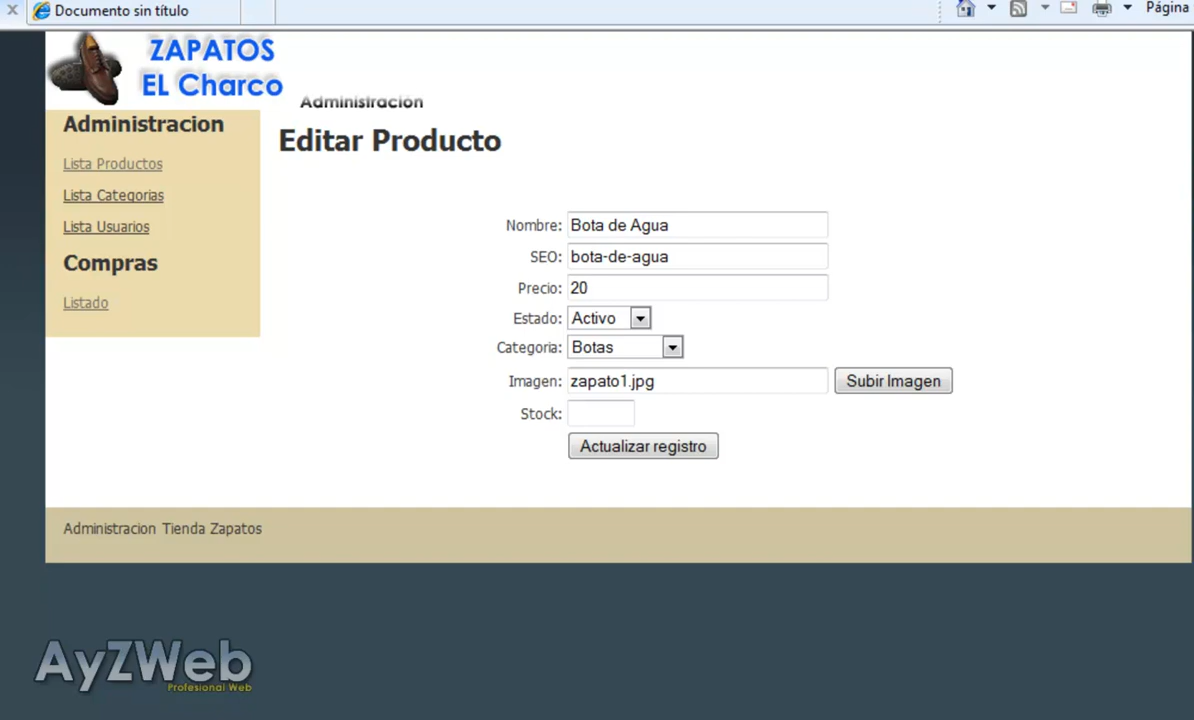 Documento sin título
Página
ZAPATOS
EL Charco
Administración
Administracion
Lista Productos
Lista Categorias
Lista Usuarios
Compras
Listado
Editar Producto
Nombre: Bota de Agua
SEO: bota-de-agua
Precio: 20
Estado: Activo
Categoria: Botas
Imagen: zapato1.jpg Subir Imagen
Stock:
Actualizar registro
Administracion Tienda Zapatos
AyZWeb
Profesional Web